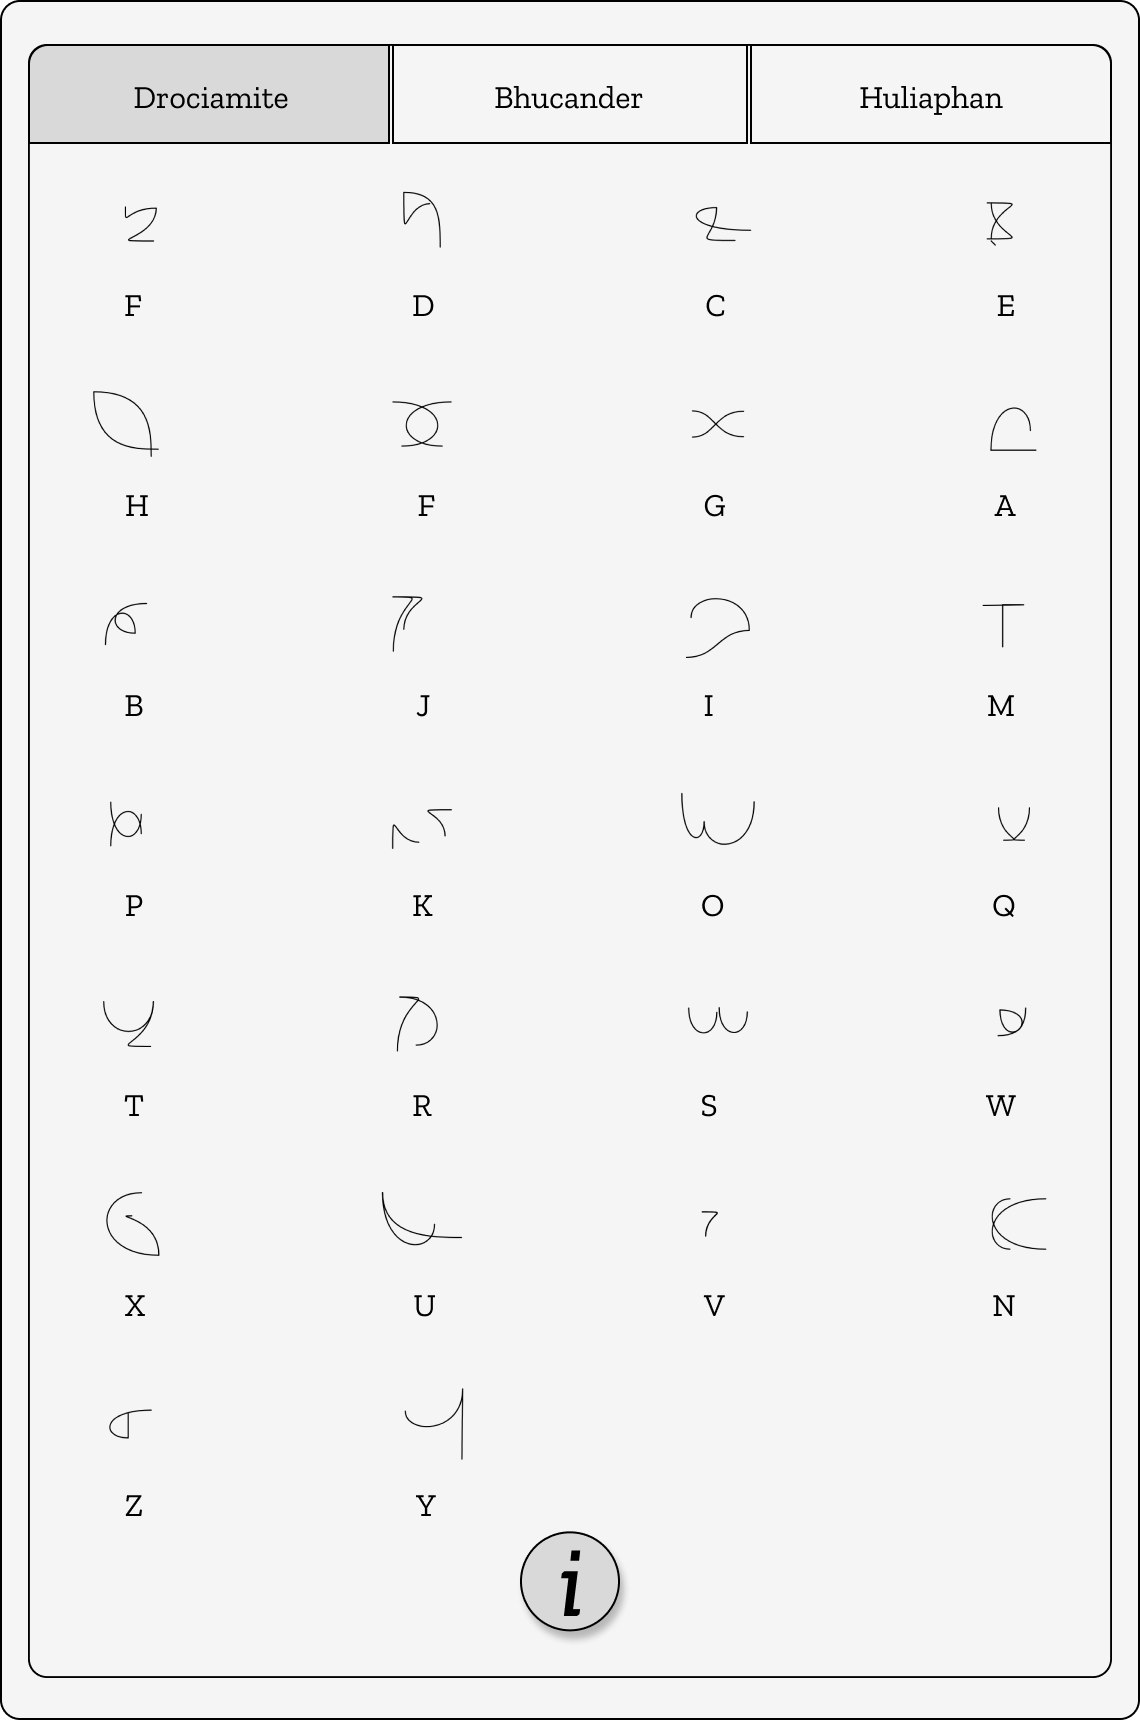 Drociamite Bhucander Huliaphan
F D C E
H F G A
B J I M
P K O Q
T R S W
X U V N
Z Y
i